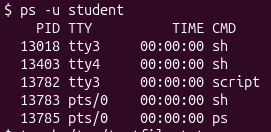 $ ps -u student
    PID TTY          TIME CMD
  13018 tty3     00:00:00 sh
  13403 tty4     00:00:00 sh
  13782 tty3     00:00:00 script
  13783 pts/0    00:00:00 sh
  13785 pts/0    00:00:00 ps